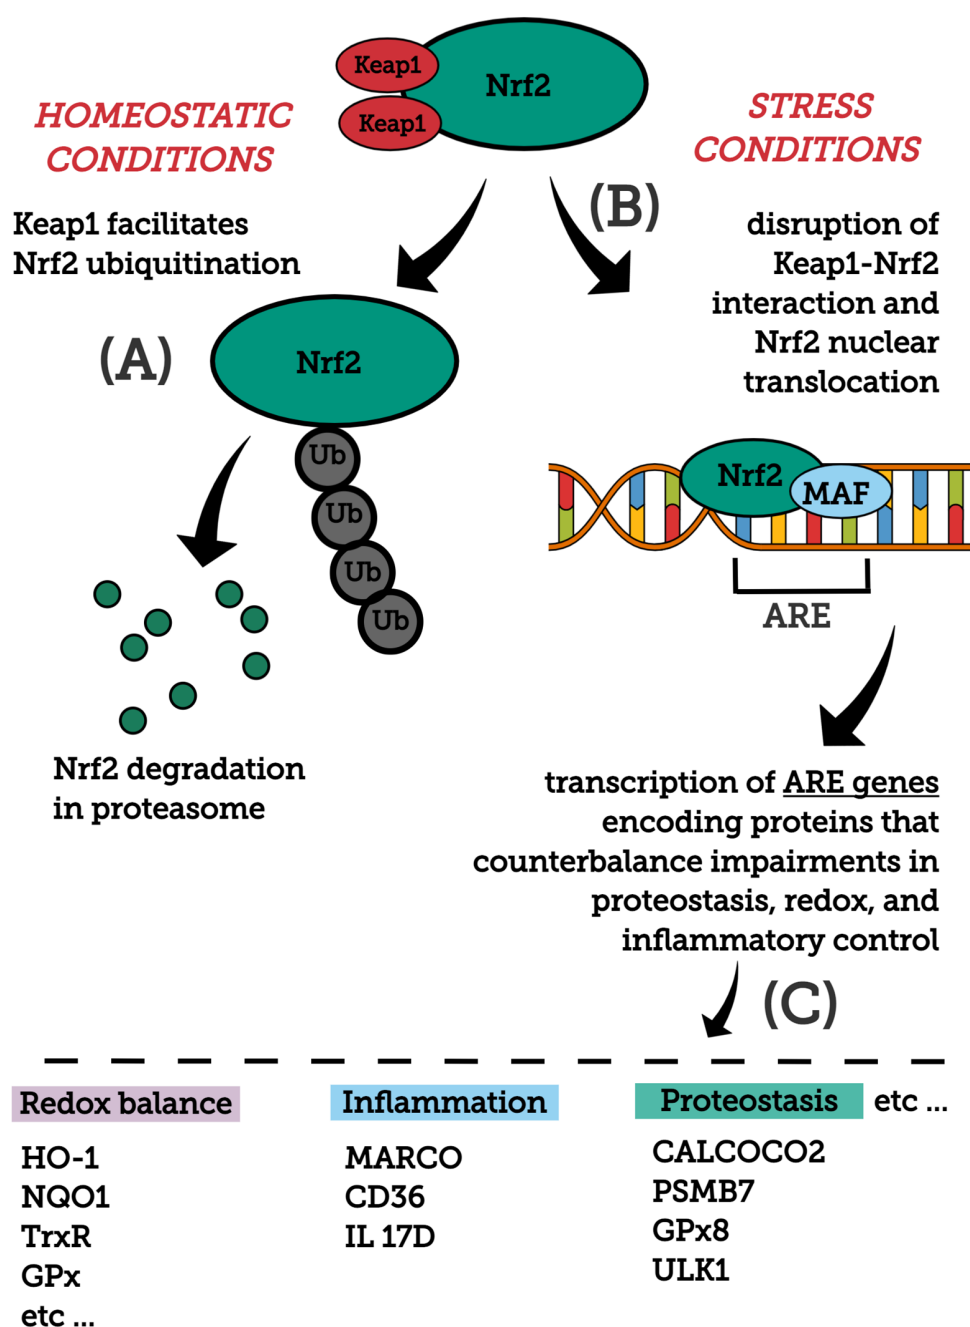 Keap1
Keap1
Nrf2
HOMEOSTATIC
CONDITIONS
STRESS
CONDITIONS
Keap1 facilitates
Nrf2 ubiquitination
(B)
disruption of
Keap1-Nrf2
interaction and
Nrf2 nuclear
translocation
(A)
Nrf2
Ub
Ub
Ub
Ub
Nrf2
MAF
ARE
Nrf2 degradation
in proteasome
transcription of ARE genes
encoding proteins that
counterbalance impairments in
proteostasis, redox, and
inflammatory control
(C)
Redox balance
HO-1
NQO1
TrxR
GPx
etc ...
Inflammation
MARCO
CD36
IL 17D
Proteostasis
CALCOCO2
PSMB7
GPx8
ULK1
etc ...